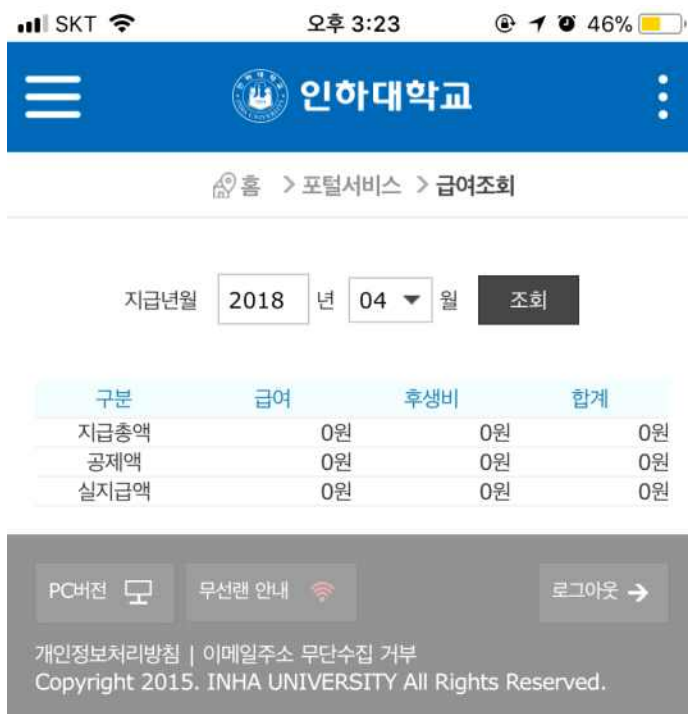 SKT 오후 3:23 46%
인하대학교
홈 > 포털서비스 > 급여조회
지급년월 2018 년 04 ▼ 월 조회
구분 급여 후생비 합계
지급총액 0원 0원 0원
공제액 0원 0원 0원
실지급액 0원 0원 0원
PC버전 무선랜 안내 로그아웃 →
개인정보처리방침 | 이메일주소 무단수집 거부
Copyright 2015. INHA UNIVERSITY All Rights Reserved.